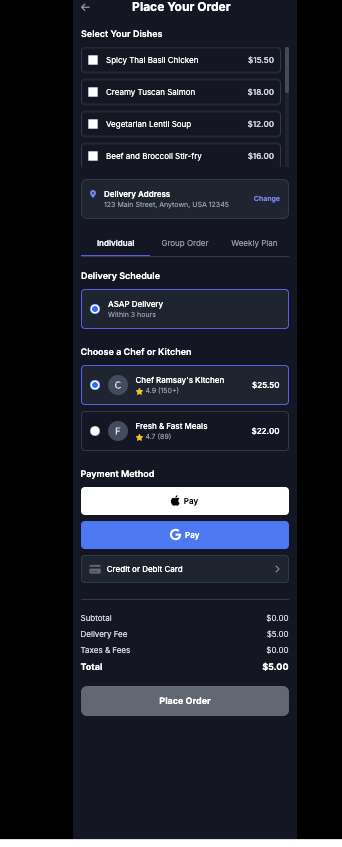 Place Your Order
Select Your Dishes
Spicy Thai Basil Chicken $15.50
Creamy Tuscan Salmon $18.00
Vegetarian Lentil Soup $12.00
Beef and Broccoli Stir-fry $16.00
Delivery Address
123 Main Street, Anytown, USA 12345
Change
Individual Group Order Weekly Plan
Delivery Schedule
ASAP Delivery
Within 3 hours
Choose a Chef or Kitchen
C
Chef Ramsay's Kitchen
4.9 (150+)
$25.50
F
Fresh & Fast Meals
4.7 (89)
$22.00
Payment Method
Pay
G Pay
Credit or Debit Card
Subtotal $0.00
Delivery Fee $5.00
Taxes & Fees $0.00
Total $5.00
Place Order